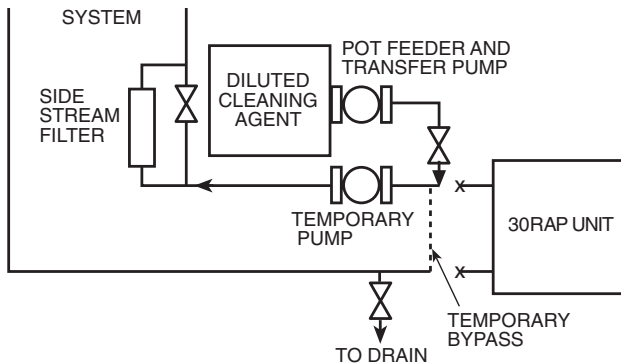 SYSTEM
POT FEEDER AND
TRANSFER PUMP
DILUTED
CLEANING
AGENT
SIDE
STREAM
FILTER
x
30RAP UNIT
TEMPORARY
PUMP
x
TEMPORARY
BYPASS
TO DRAIN